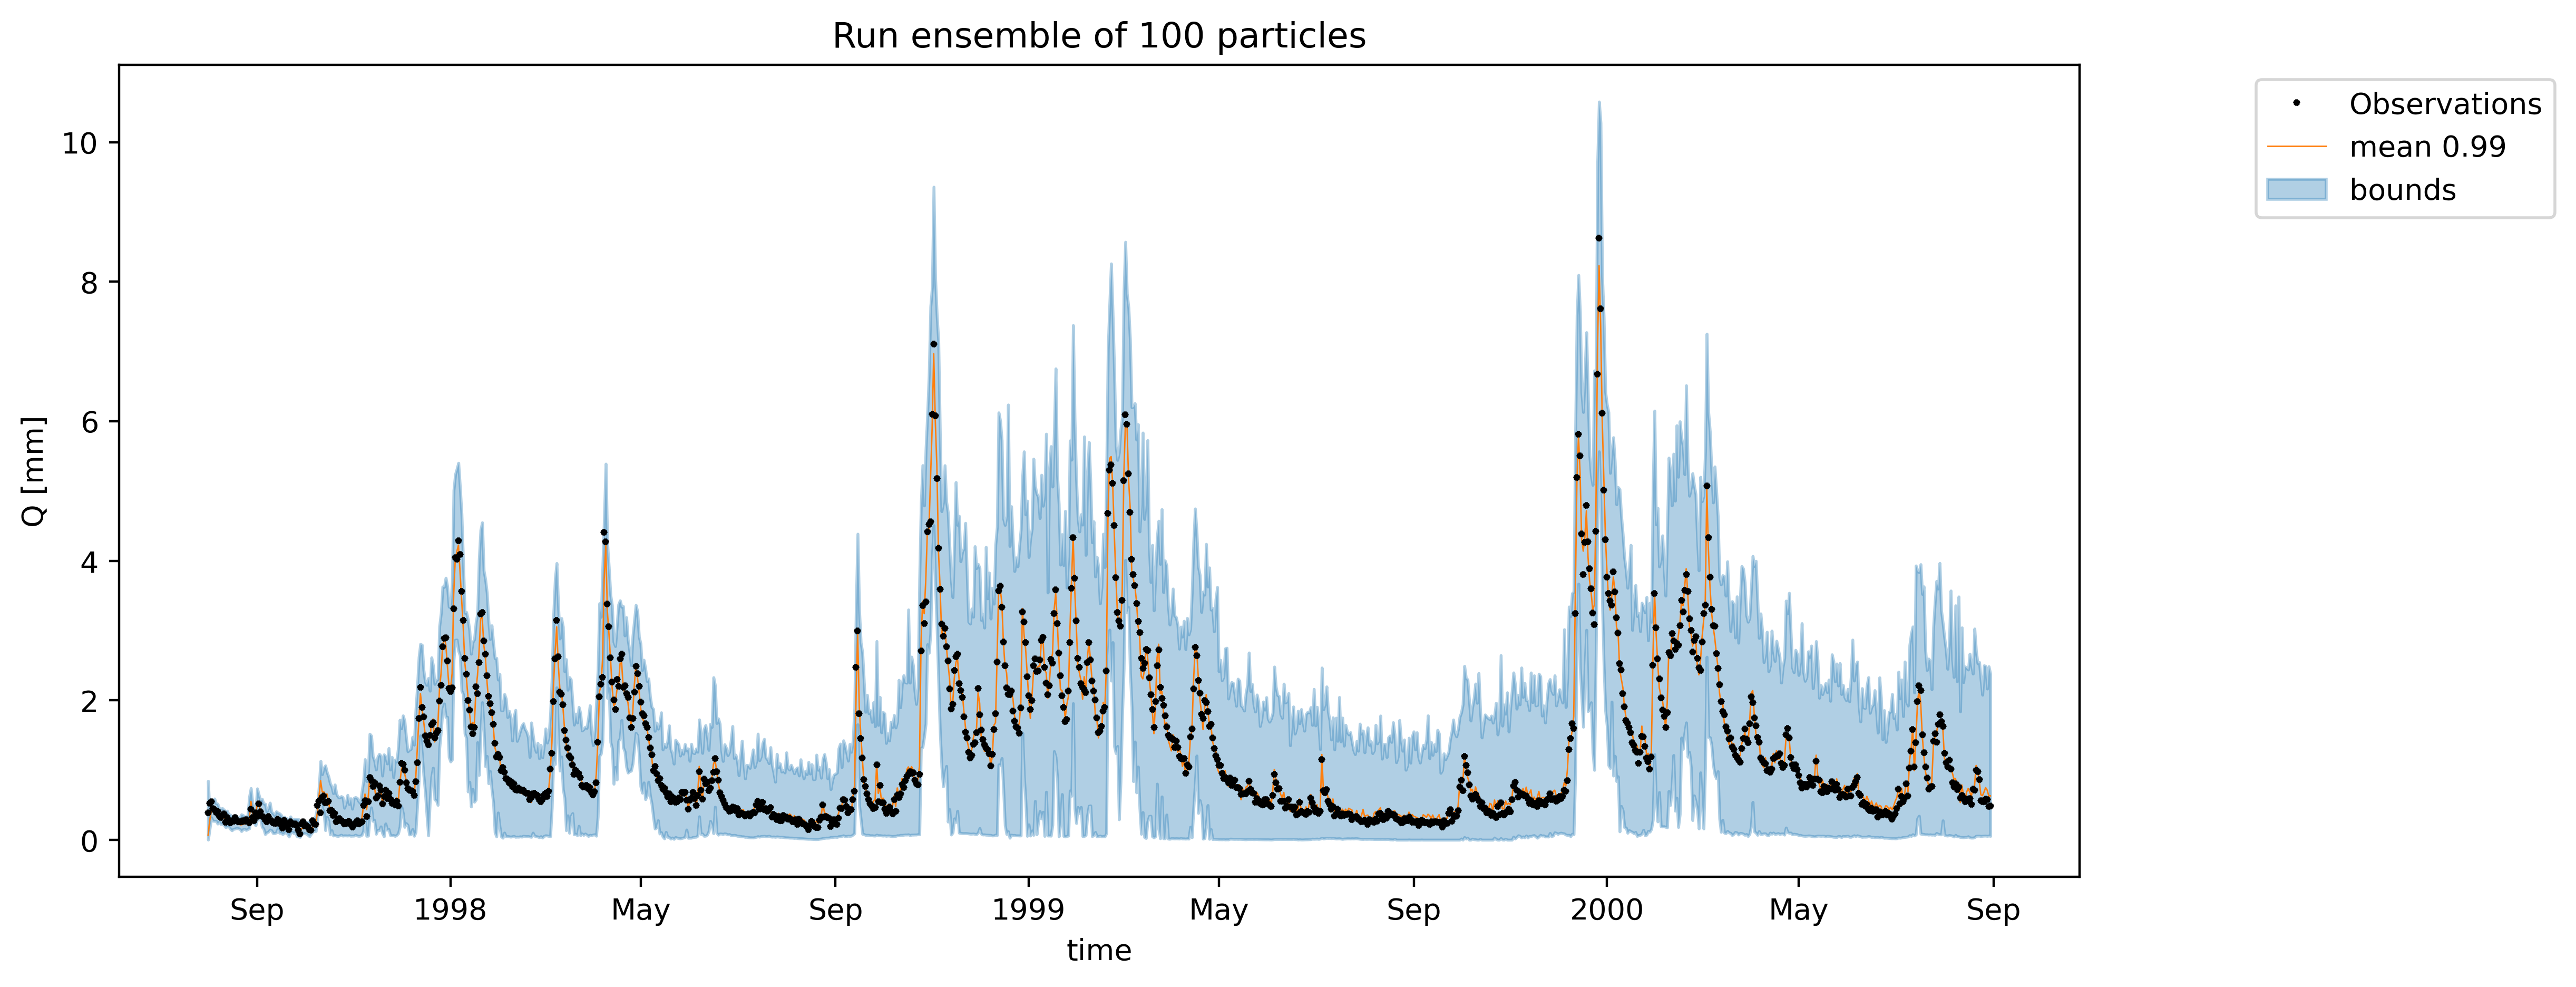 Run ensemble of 100 particles
Observations
mean 0.99
bounds
10
8
6
4
2
0
Q [mm]
Sep 1998 May Sep 1999 May Sep 2000 May Sep
time